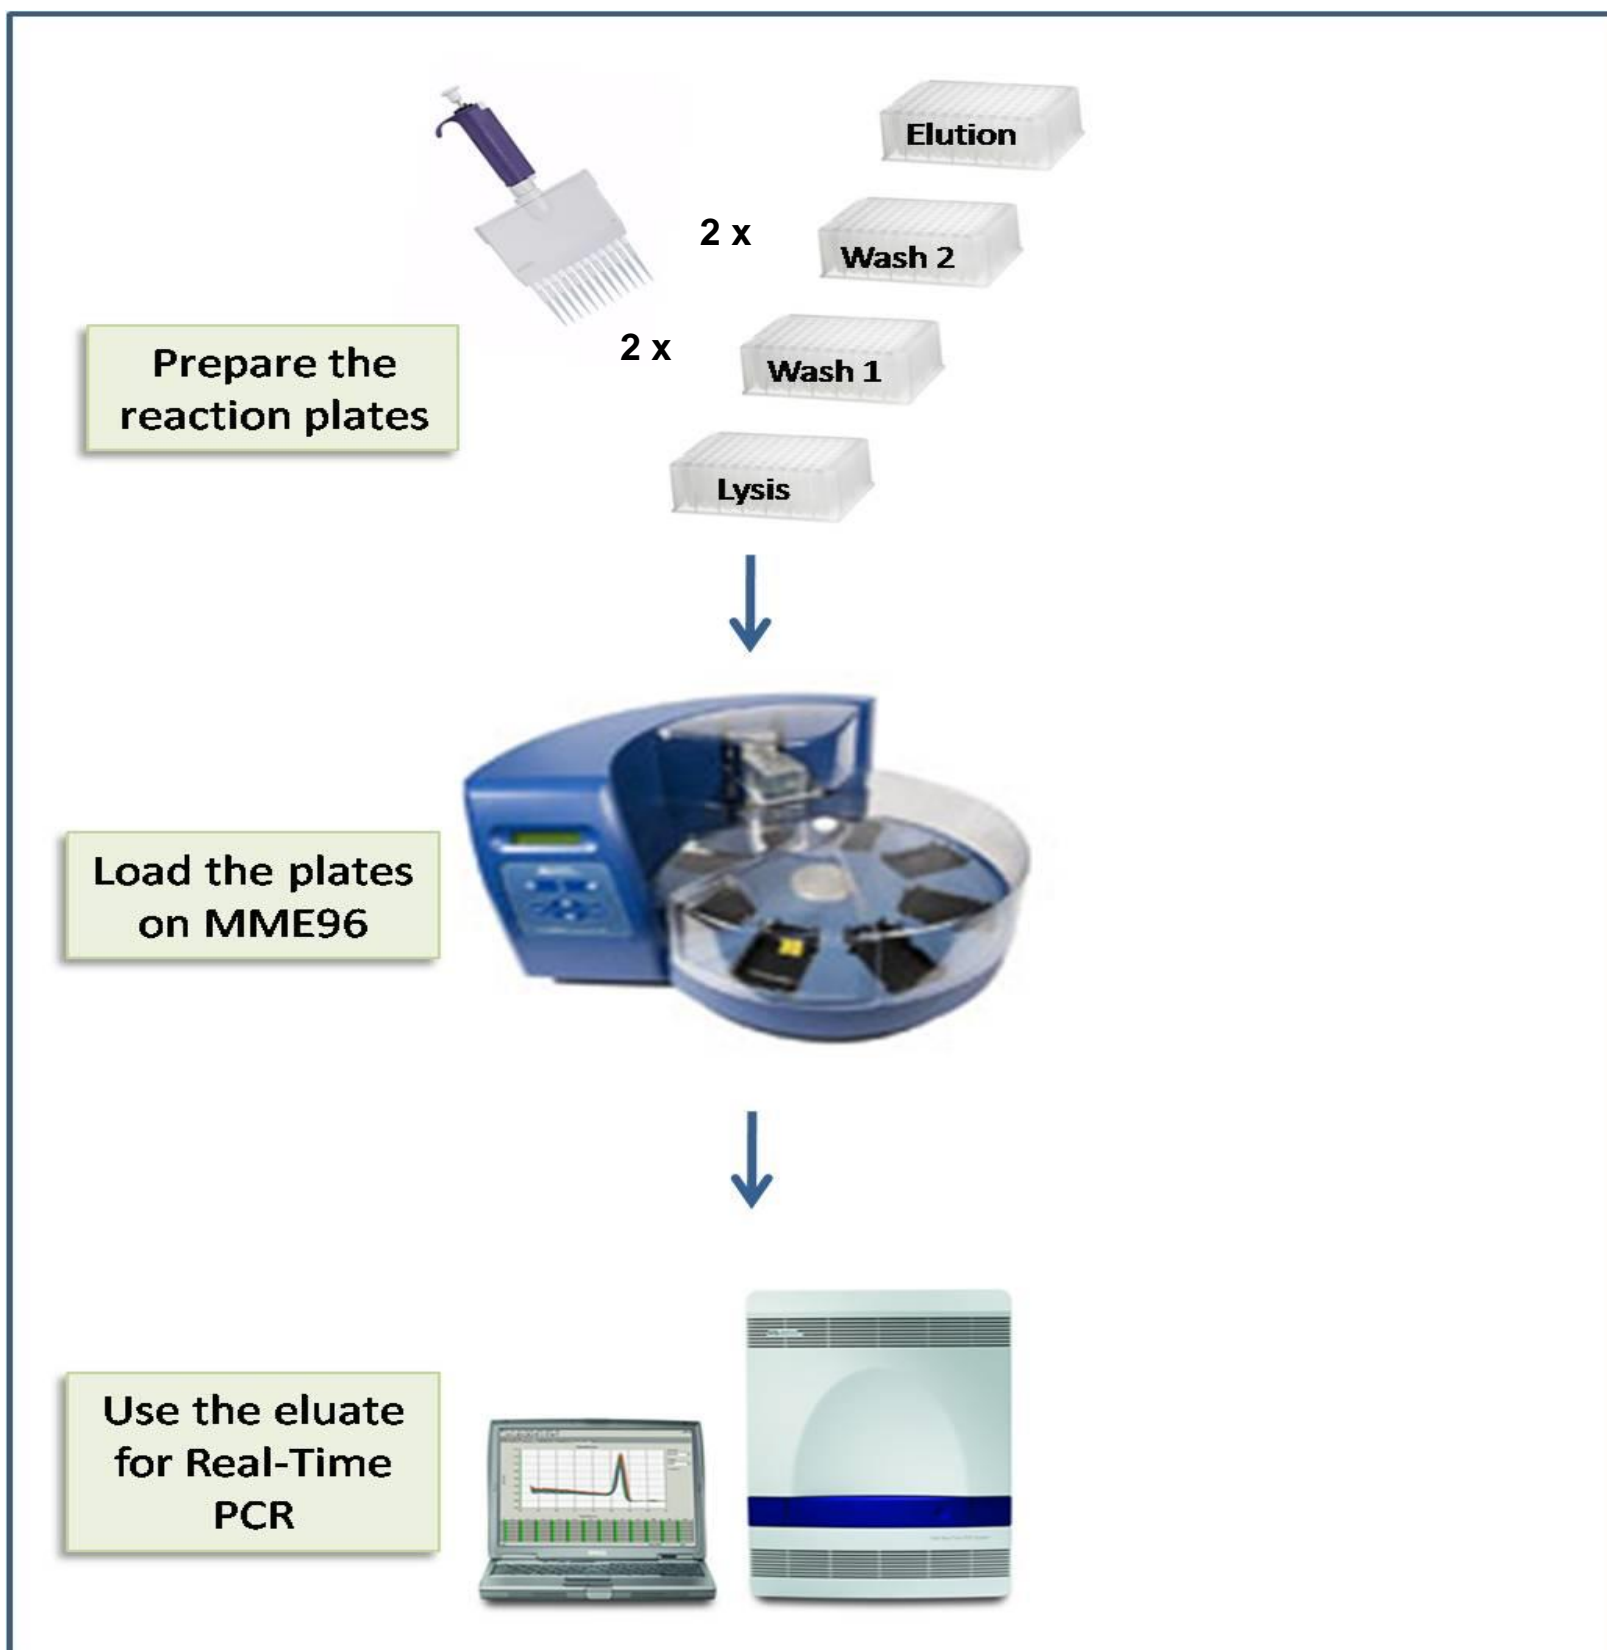 Elution
2 x
Wash 2
2 x
Wash 1
Prepare the
reaction plates
Lysis
Load the plates
on MME96
Use the eluate
for Real-Time
PCR